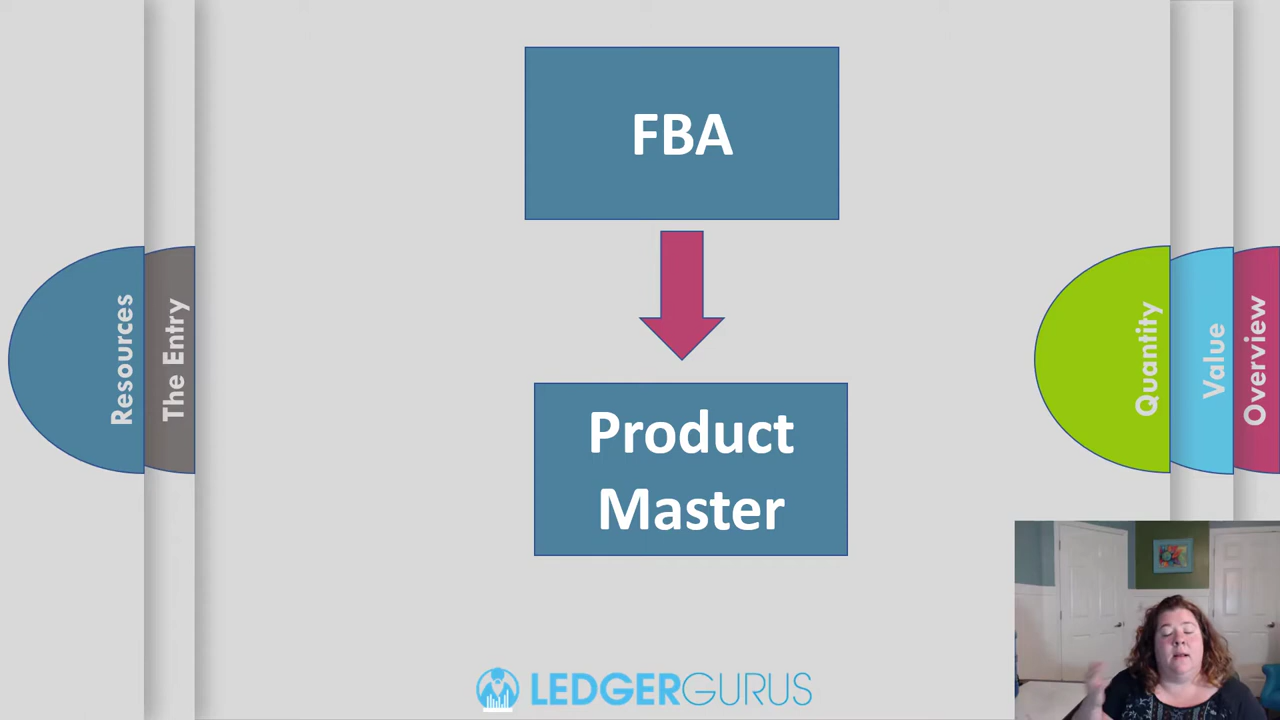 FBA
Product
Master
Resources
The Entry
Quantity
Value
Overview
LEDGERGURUS